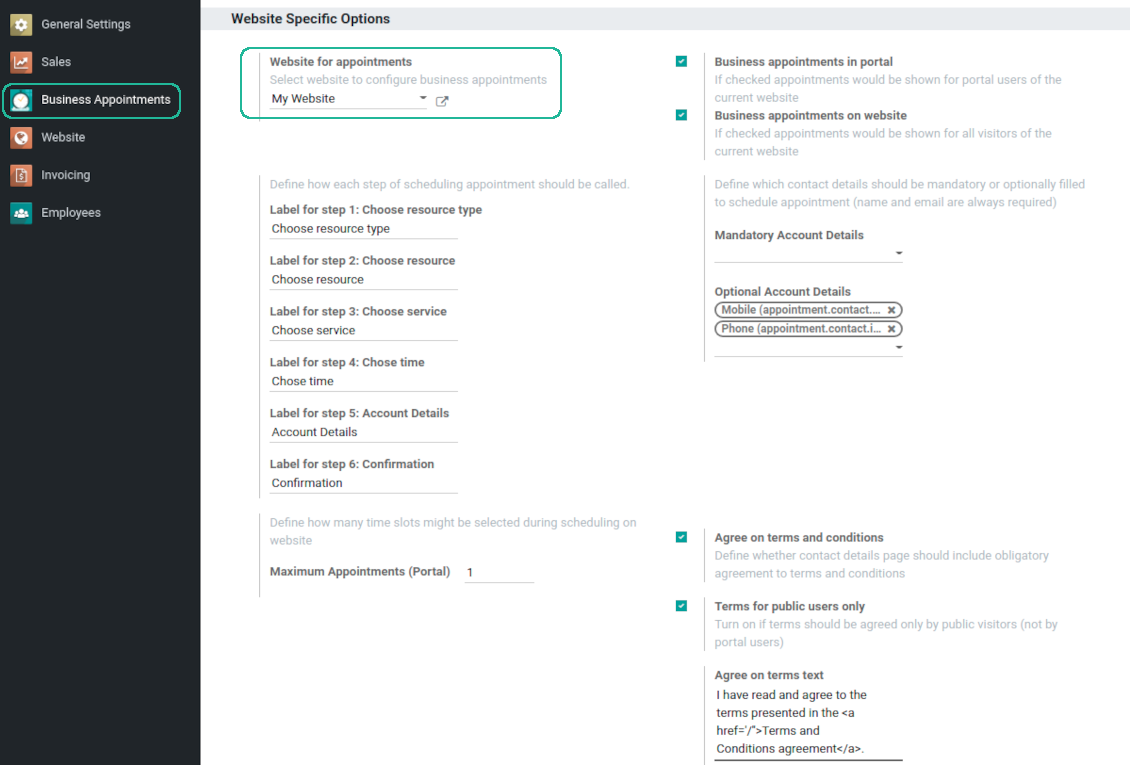 General Settings
Sales
Business Appointments
Website
Invoicing
Employees
Website Specific Options
Website for appointments
Select website to configure business appointments
My Website
Business appointments in portal
If checked appointments would be shown for portal users of the
current website
Business appointments on website
If checked appointments would be shown for all visitors of the
current website
Define how each step of scheduling appointment should be called.
Label for step 1: Choose resource type
Choose resource type
Label for step 2: Choose resource
Choose resource
Label for step 3: Choose service
Choose service
Label for step 4: Chose time
Chose time
Label for step 5: Account Details
Account Details
Label for step 6: Confirmation
Confirmation
Define which contact details should be mandatory or optionally filled
to schedule appointment (name and email are always required)
Mandatory Account Details
Optional Account Details
Mobile (appointment.contact....
Phone (appointment.contact.i...
Define how many time slots might be selected during scheduling on
website
Maximum Appointments (Portal) 1
Agree on terms and conditions
Define whether contact details page should include obligatory
agreement to terms and conditions
Terms for public users only
Turn on if terms should be agreed only by public visitors (not by
portal users)
Agree on terms text
I have read and agree to the
terms presented in the <a
href='/'>Terms and
Conditions agreement</a>.